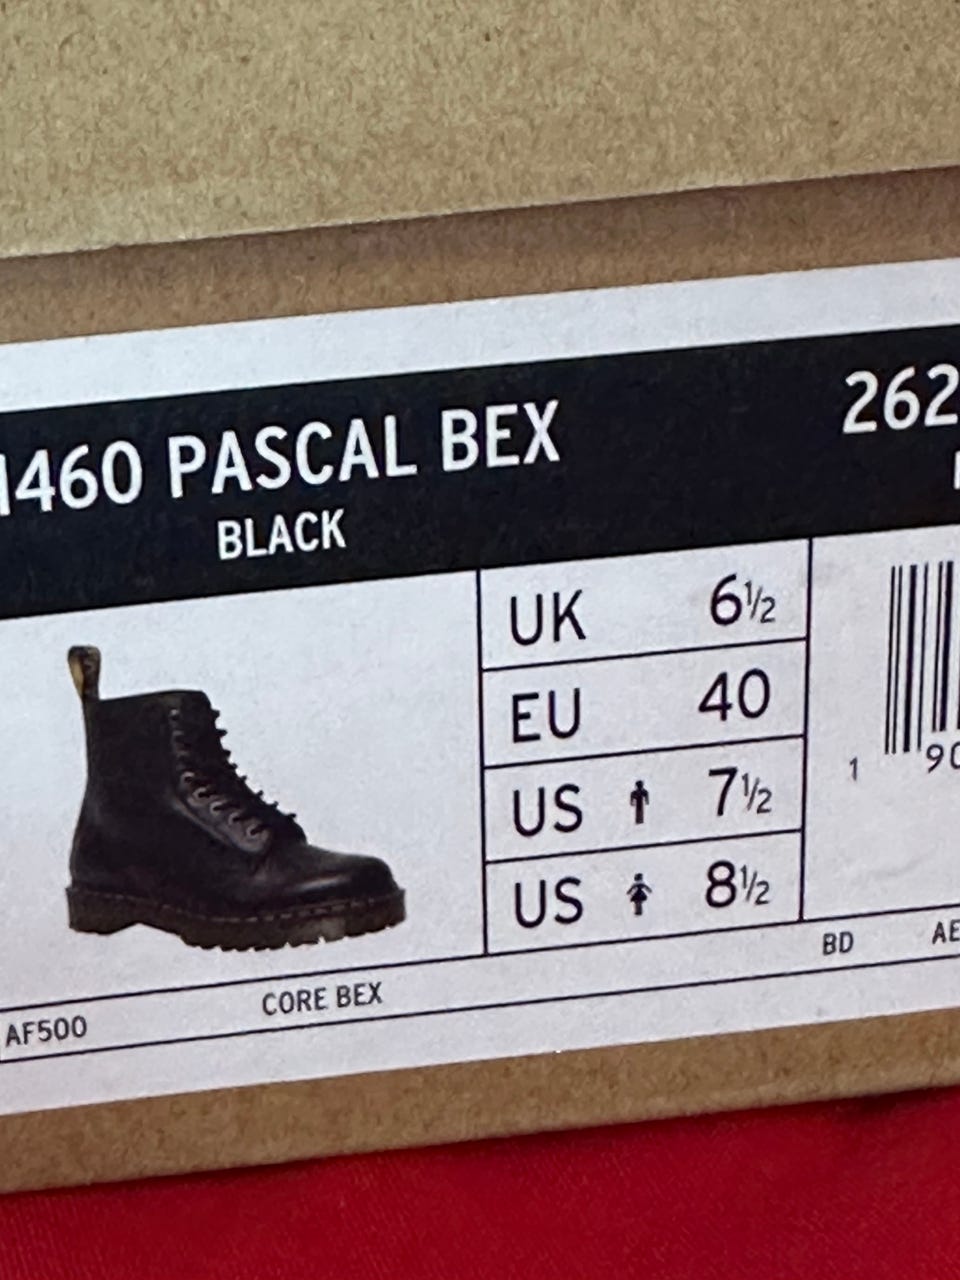 1460 PASCAL BEX
BLACK
262
UK 6½
EU 40
US 7½
US 8½
1 90
BD AE
CORE BEX
AF500